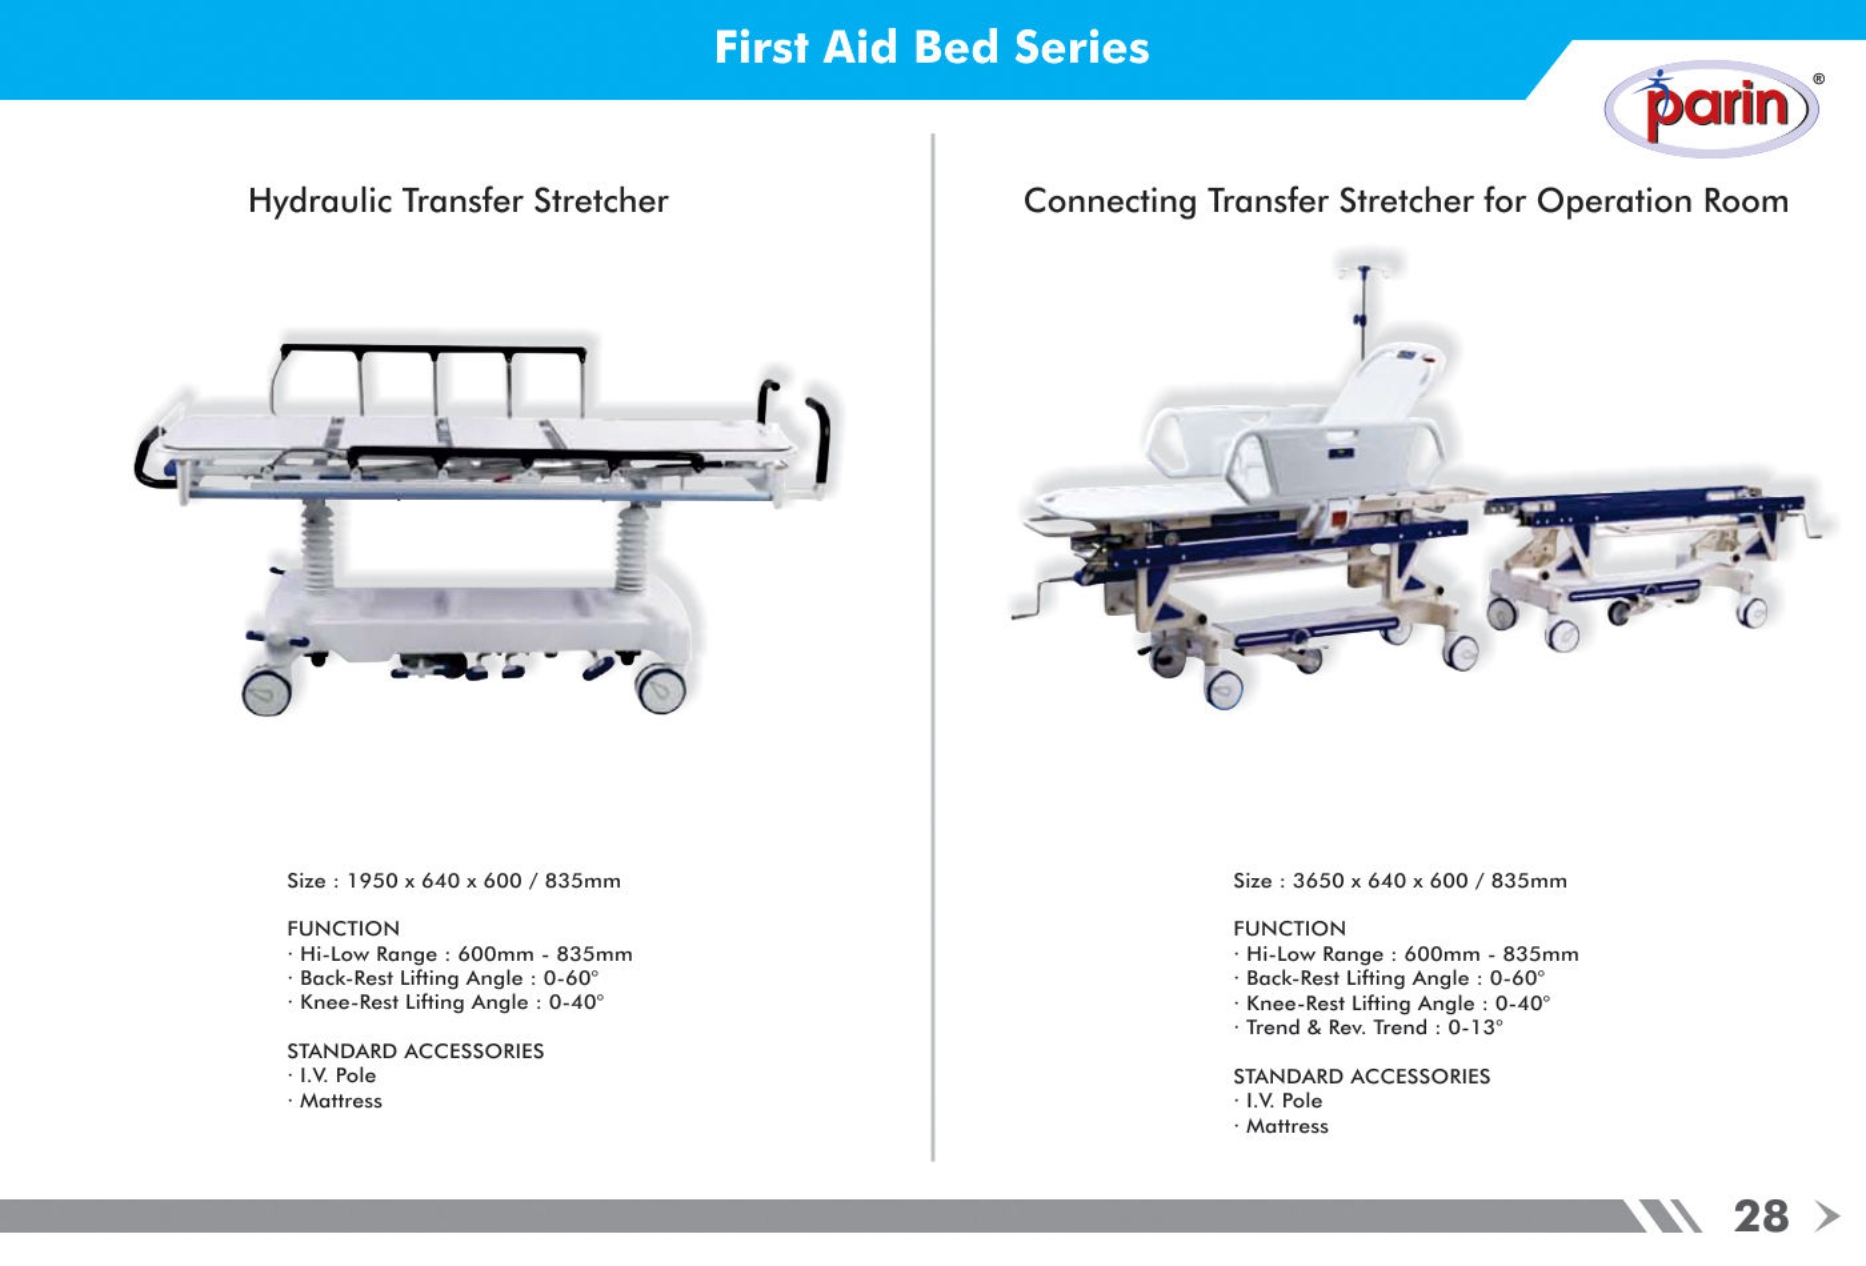 First Aid Bed Series
parin®
Hydraulic Transfer Stretcher
Size : 1950 x 640 x 600 / 835mm
FUNCTION
· Hi-Low Range : 600mm - 835mm
· Back-Rest Lifting Angle : 0-60°
· Knee-Rest Lifting Angle : 0-40°
STANDARD ACCESSORIES
· I.V. Pole
· Mattress
Connecting Transfer Stretcher for Operation Room
Size : 3650 x 640 x 600 / 835mm
FUNCTION
· Hi-Low Range : 600mm - 835mm
· Back-Rest Lifting Angle : 0-60°
· Knee-Rest Lifting Angle : 0-40°
· Trend & Rev. Trend : 0-13°
STANDARD ACCESSORIES
· I.V. Pole
· Mattress
28